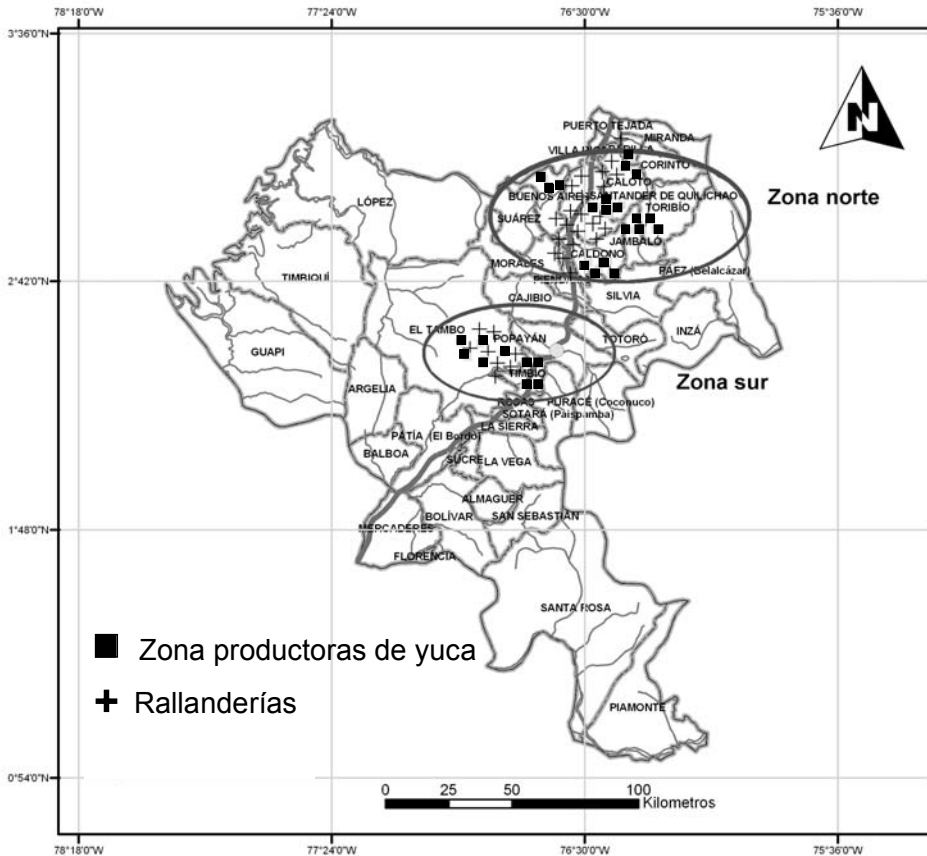 78°18'0"W
77°24'0"W
76°30'0"W
75°36'0"W
3°36'0"N
N
PUERTO TEJADA
MIRANDA
CORINTO
CALOTO
Zona norte
LÓPEZ
BUENOS AIRES
SANTANDER DE QUILICHAO
TORIBÍO
SUÁREZ
JAMBALÓ
CALDONO
MORALES
PÁEZ (Belalcázar)
TIMBIQUÍ
2°42'0"N
CAJIBIO
SILVIA
EL TAMBO
POPAYÁN
TOTORÓ
INZÁ
GUAPI
TIMBIO
Zona sur
ARGELIA
ROSAS
PURACÉ (Coconuco)
SOTARA (Paispamba)
LA SIERRA
PATÍA (El Bordo)
BALBOA
SUCRE
LA VEGA
ALMAGUER
BOLÍVAR
SAN SEBASTIÁN
1°48'0"N
MERCADERES
FLORENCIA
SANTA ROSA
Zona productoras de yuca
Rallanderías
PIAMONTE
0°54'0"N
0 25 50 100
Kilometros
78°18'0"W
77°24'0"W
76°30'0"W
75°36'0"W